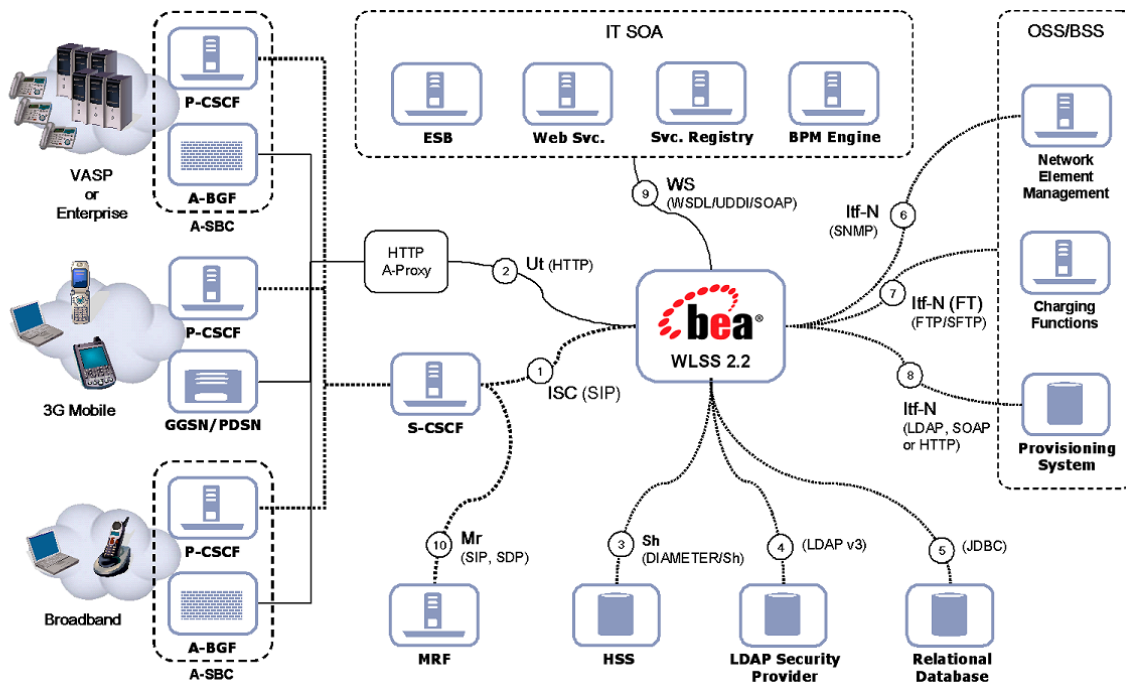 IT SOA
ESB
Web Svc.
Svc. Registry
BPM Engine
OSS/BSS
Network
Element
Management
Charging
Functions
Provisioning
System
P-CSCF
A-BGF
A-SBC
VASP
or
Enterprise
P-CSCF
GGSN/PDSN
3G Mobile
P-CSCF
A-BGF
A-SBC
Broadband
HTTP
A-Proxy
2
Ut (HTTP)
9
WS
(WSDL/UDDI/SOAP)
bea®
WLSS 2.2
1
ISC (SIP)
S-CSCF
10
Mr
(SIP, SDP)
MRF
3
Sh
(DIAMETER/Sh)
HSS
4
(LDAP v3)
LDAP Security
Provider
5
(JDBC)
Relational
Database
6
Itf-N
(SNMP)
7
Itf-N (FT)
(FTP/SFTP)
8
Itf-N
(LDAP, SOAP
or HTTP)